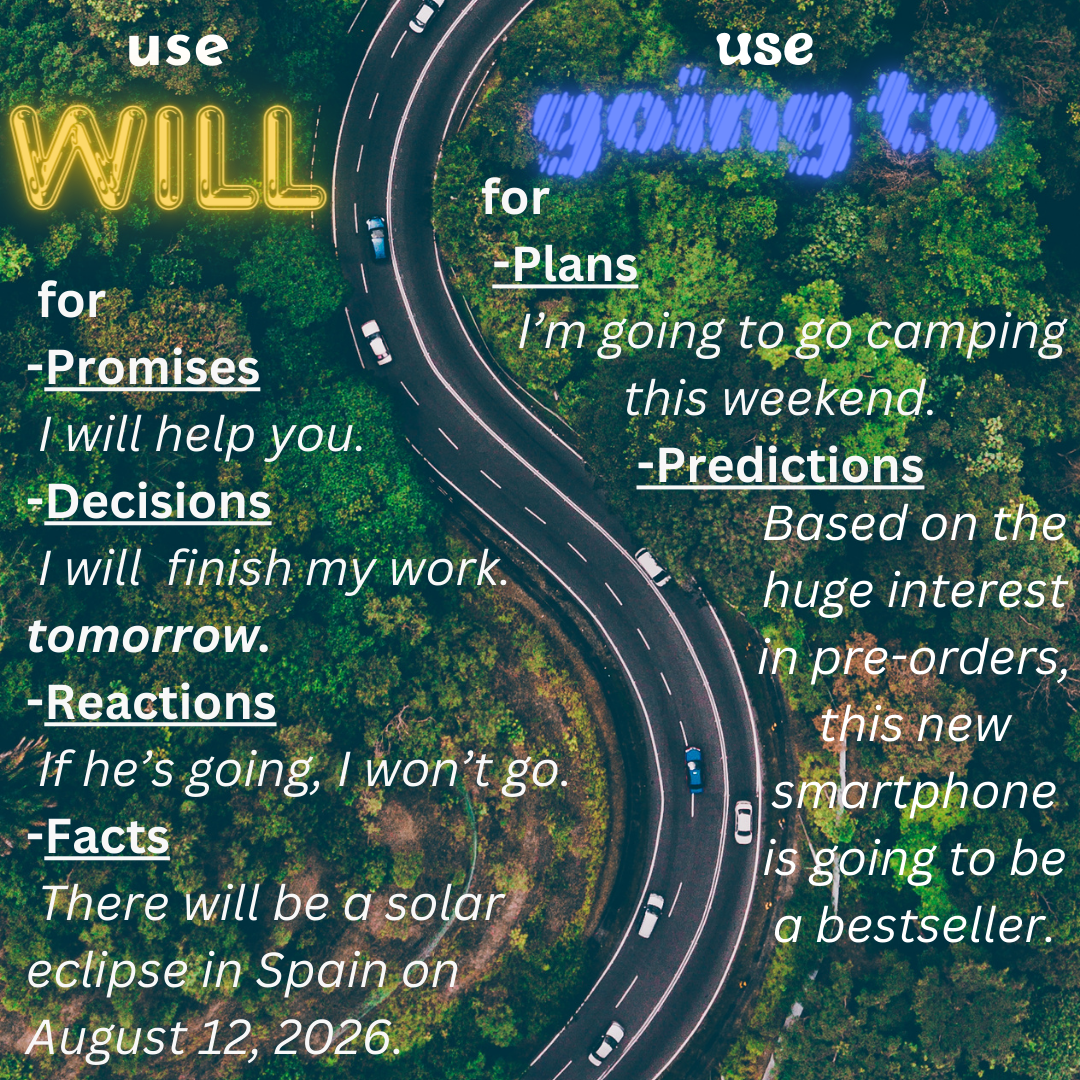 use
WILL
for
-Promises
I will help you.
-Decisions
I will  finish my work.
tomorrow.
-Reactions
If he’s going, I won’t go.
-Facts
There will be a solar
eclipse in Spain on
August 12, 2026.
use
going to
for
-Plans
I’m going to go camping
this weekend.
-Predictions
Based on the
huge interest
in pre-orders,
this new
smartphone
is going to be
a bestseller.